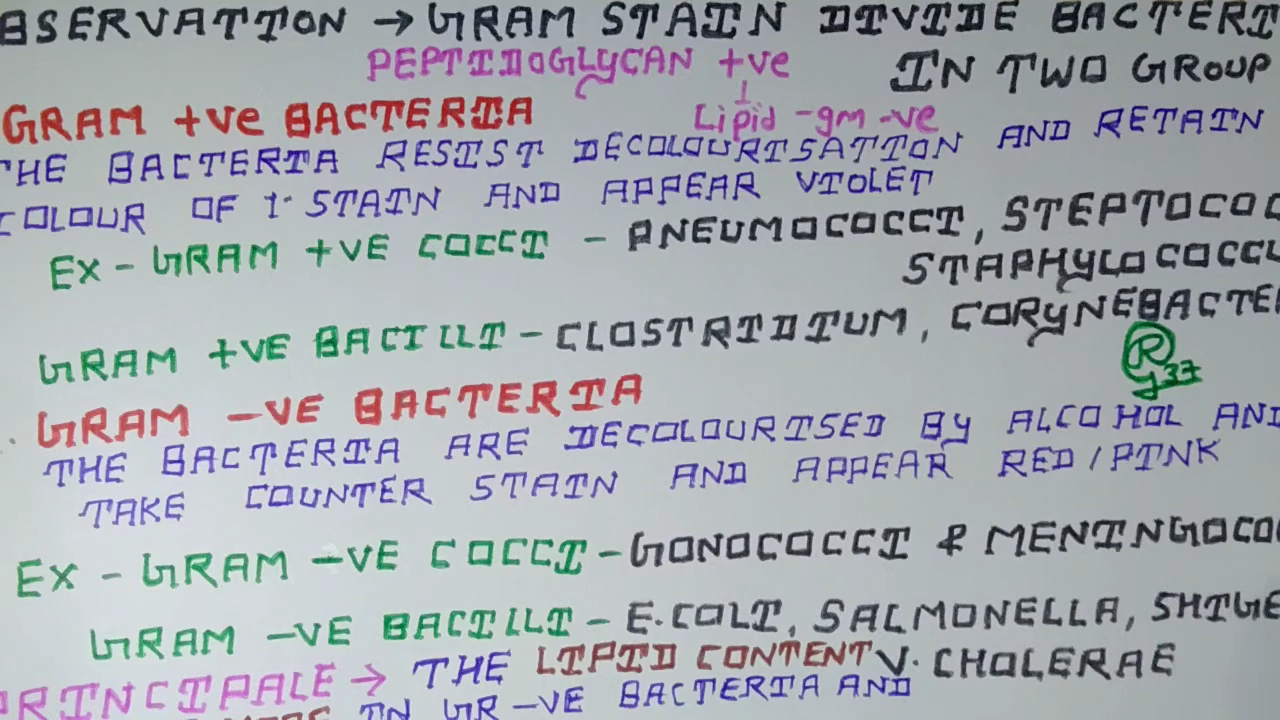 BSERVATION → GRAM STAIN DIVIDE BACTERI
IN TWO GROUP
PEPTIDOGLYCAN +ve
Lipid -gm -ve
GRAM +ve BACTERIA
THE BACTERIA RESIST DECOLOURISATION AND RETAIN
COLOUR OF 1· STAIN AND APPEAR VIOLET
EX - GRAM +VE COCCI - PNEUMOCOCCI, STEPTOCOC
STAPHYLOCOCCU
GRAM +VE BACILLI - CLOSTRIDIUM, CORYNEBACTE
R
Y37
GRAM -VE BACTERIA
THE BACTERIA ARE DECOLOURISED BY ALCOHOL AND
TAKE COUNTER STAIN AND APPEAR RED/PINK
EX - GRAM -VE COCCI - GONOCOCCI & MENINGOCO
GRAM -VE BACILLI - E.COLI, SALMONELLA, SHIGE
V. CHOLERAE
PRINCIPALE → THE LIPID CONTENT
IN GR -VE BACTERIA AND